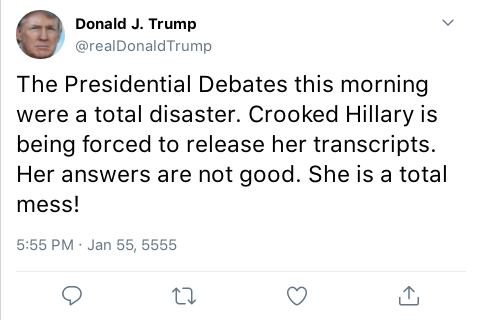 Donald J. Trump
@realDonaldTrump
The Presidential Debates this morning
were a total disaster. Crooked Hillary is
being forced to release her transcripts.
Her answers are not good. She is a total
mess!
5:55 PM · Jan 55, 5555